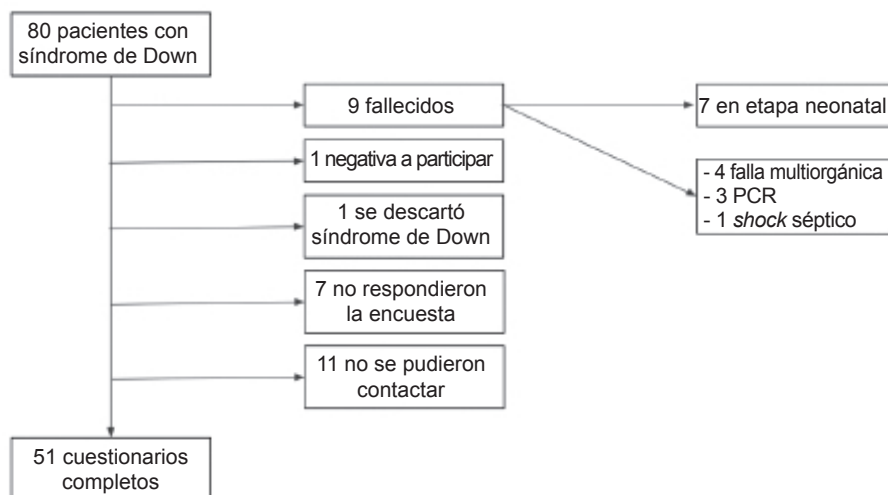 80 pacientes con
síndrome de Down
9 fallecidos
7 en etapa neonatal
1 negativa a participar
- 4 falla multiorgánica
- 3 PCR
- 1 shock séptico
1 se descartó
síndrome de Down
7 no respondieron
la encuesta
11 no se pudieron
contactar
51 cuestionarios
completos